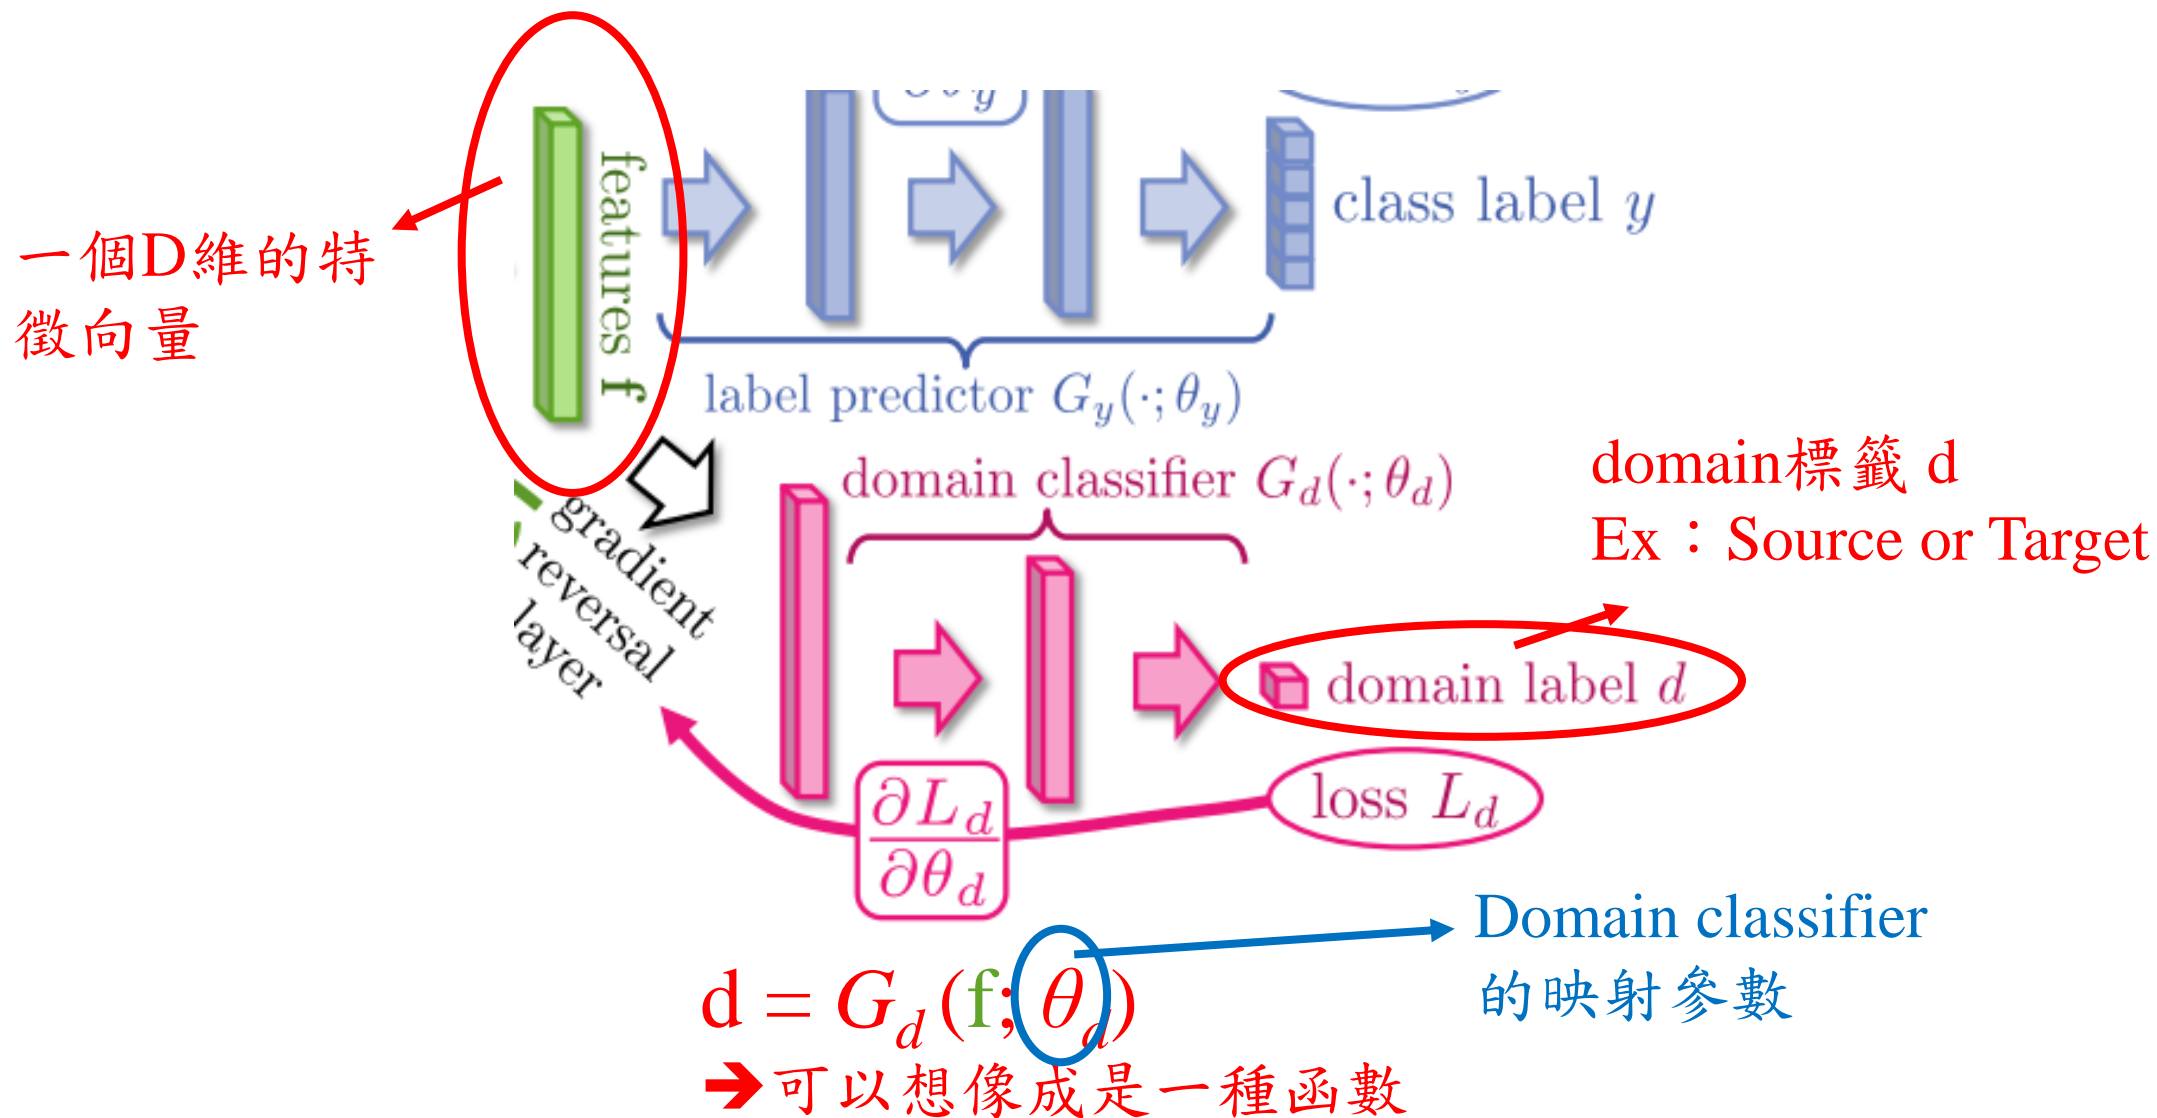 一個D維的特
徵向量
features f
class label y
label predictor G_y(·; θ_y)
domain classifier G_d(·; θ_d)
gradient
reversal
layer
domain標籤 d
Ex：Source or Target
domain label d
loss L_d
∂L_d
∂θ_d
Domain classifier
的映射參數
d = G_d (f; θ_d)
➔可以想像成是一種函數